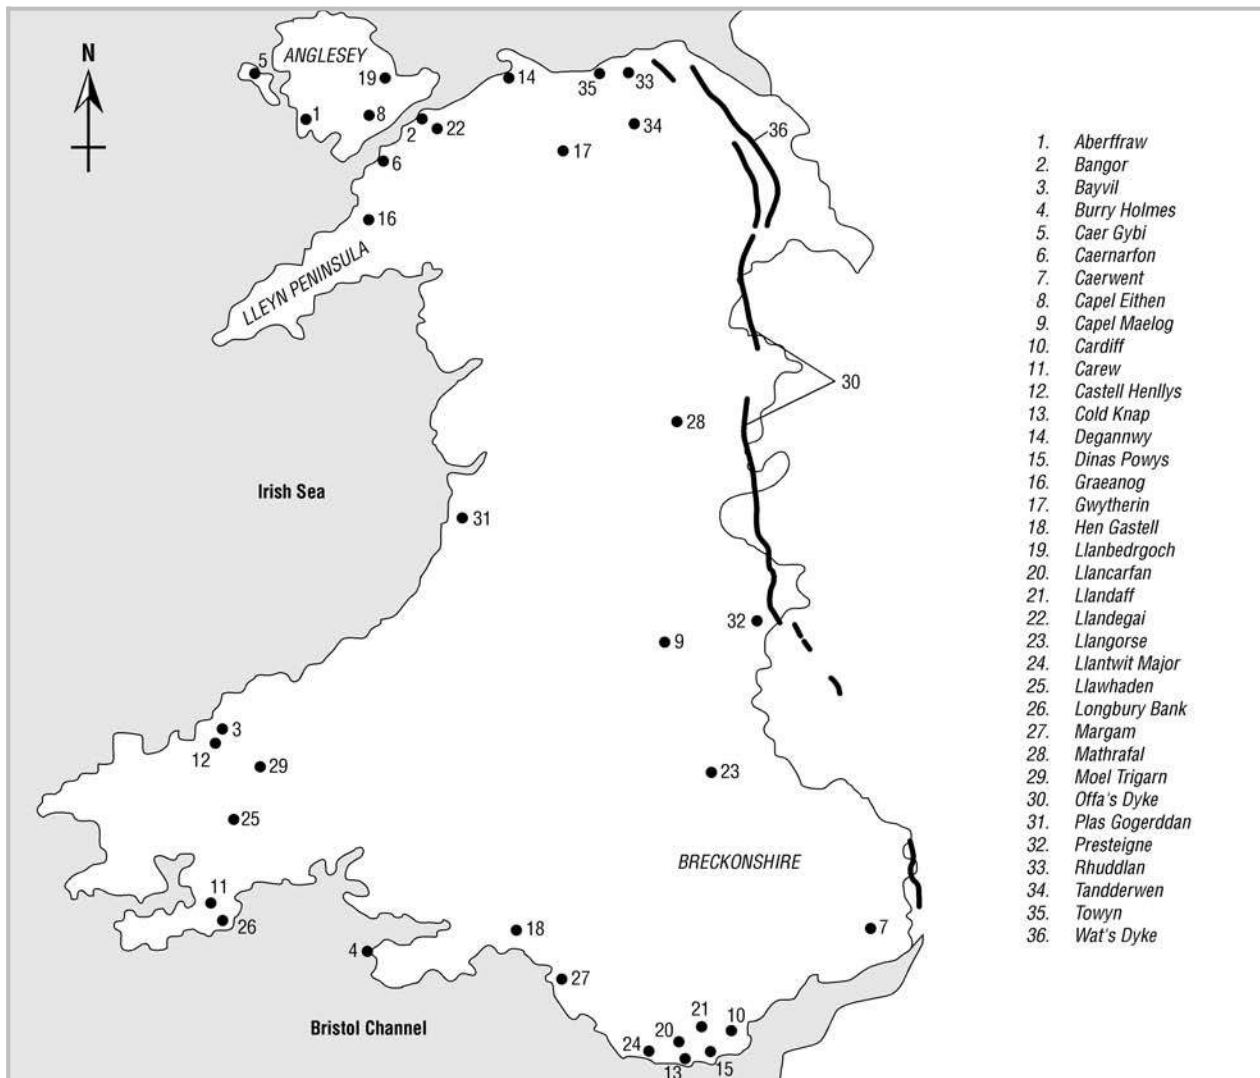 N
ANGLESEY
5
19
1
8
2
22
6
14
35
33
34
17
36
16
LLEYN PENINSULA
30
28
Irish Sea
31
32
9
3
12
29
23
25
BRECKONSHIRE
11
26
18
7
4
27
Bristol Channel
21
10
20
24
13
15
1. Aberffraw
2. Bangor
3. Bayvil
4. Burry Holmes
5. Caer Gybi
6. Caernarfon
7. Caerwent
8. Capel Eithen
9. Capel Maelog
10. Cardiff
11. Carew
12. Castell Henllys
13. Cold Knap
14. Degannwy
15. Dinas Powys
16. Graeanog
17. Gwytherin
18. Hen Gastell
19. Llanbedrgoch
20. Llancarfan
21. Llandaff
22. Llandegai
23. Llangorse
24. Llantwit Major
25. Llawhaden
26. Longbury Bank
27. Margam
28. Mathrafal
29. Moel Trigarn
30. Offa's Dyke
31. Plas Gogerddan
32. Presteigne
33. Rhuddlan
34. Tandderwen
35. Towyn
36. Wat's Dyke